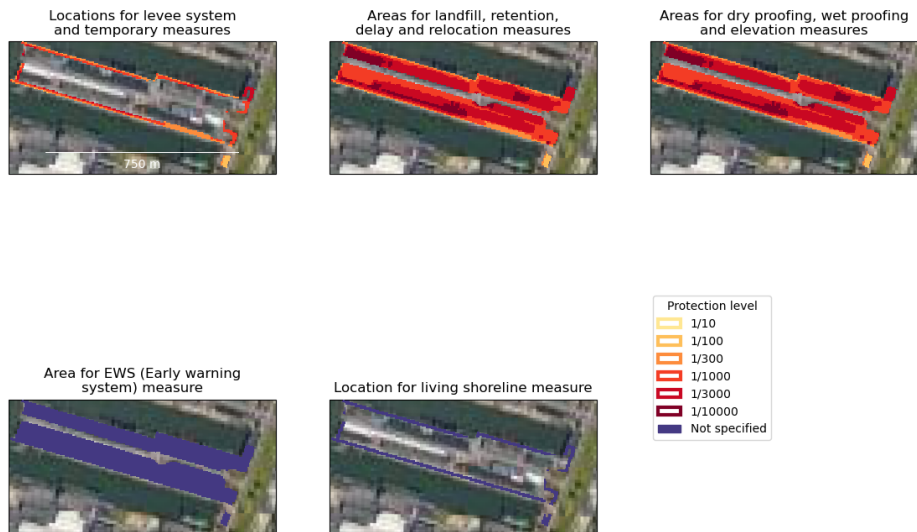 Locations for levee system
and temporary measures
Areas for landfill, retention,
delay and relocation measures
Areas for dry proofing, wet proofing
and elevation measures
750 m
Protection level
1/10
1/100
1/300
1/1000
1/3000
1/10000
Not specified
Area for EWS (Early warning
system) measure
Location for living shoreline measure